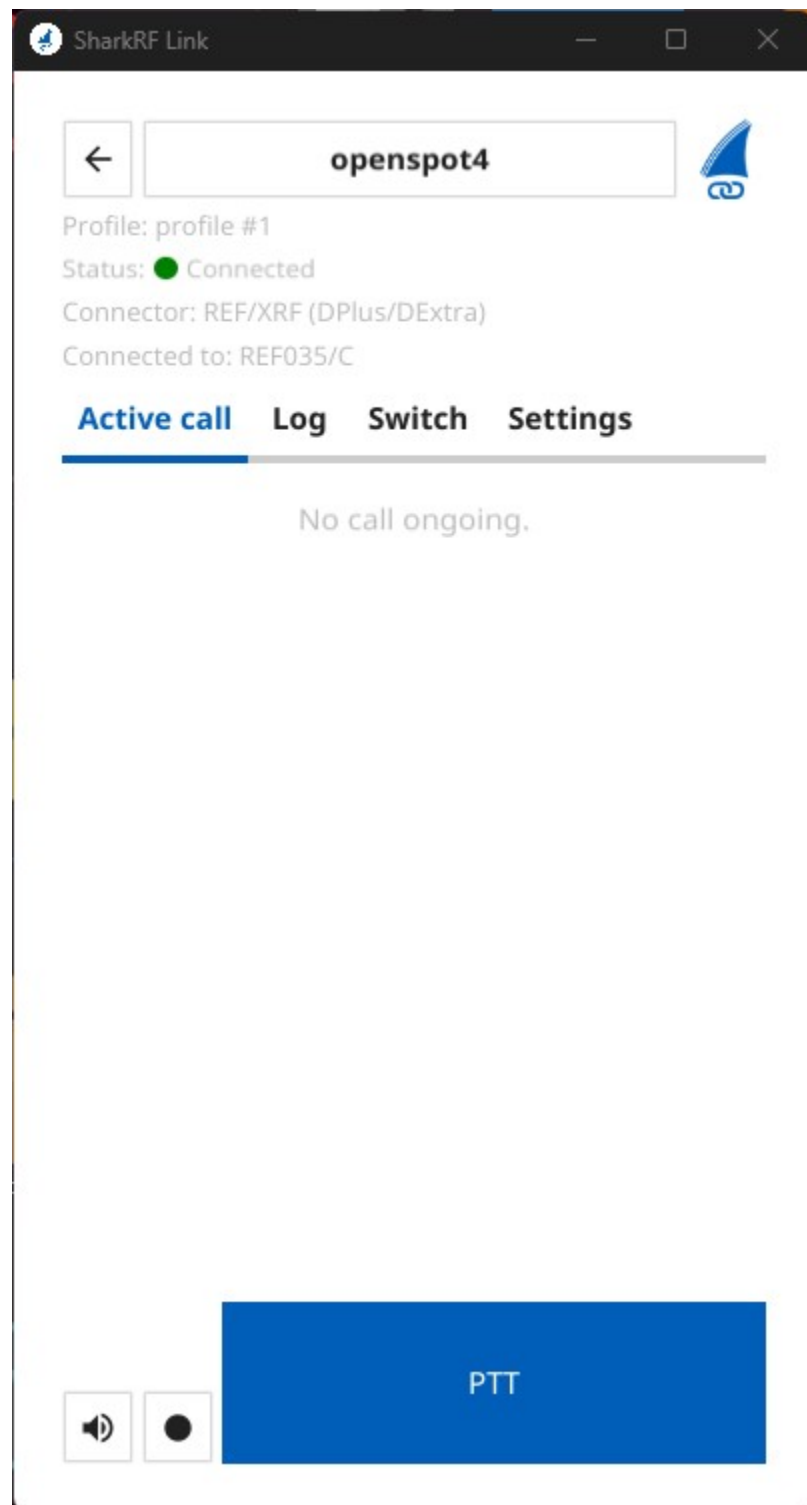 SharkRF Link
openspot4
Profile: profile #1
Status: Connected
Connector: REF/XRF (DPlus/DExtra)
Connected to: REF035/C
Active call Log Switch Settings
No call ongoing.
PTT